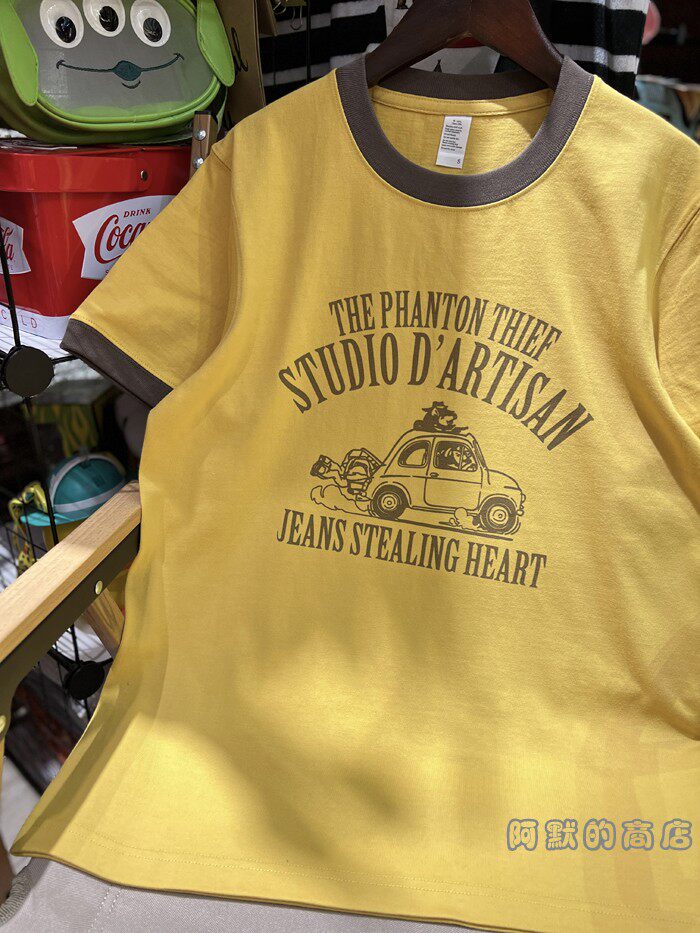 DRINK
Coca
THE PHANTON THIEF
STUDIO D'ARTISAN
JEANS STEALING HEART
S
阿默的商店